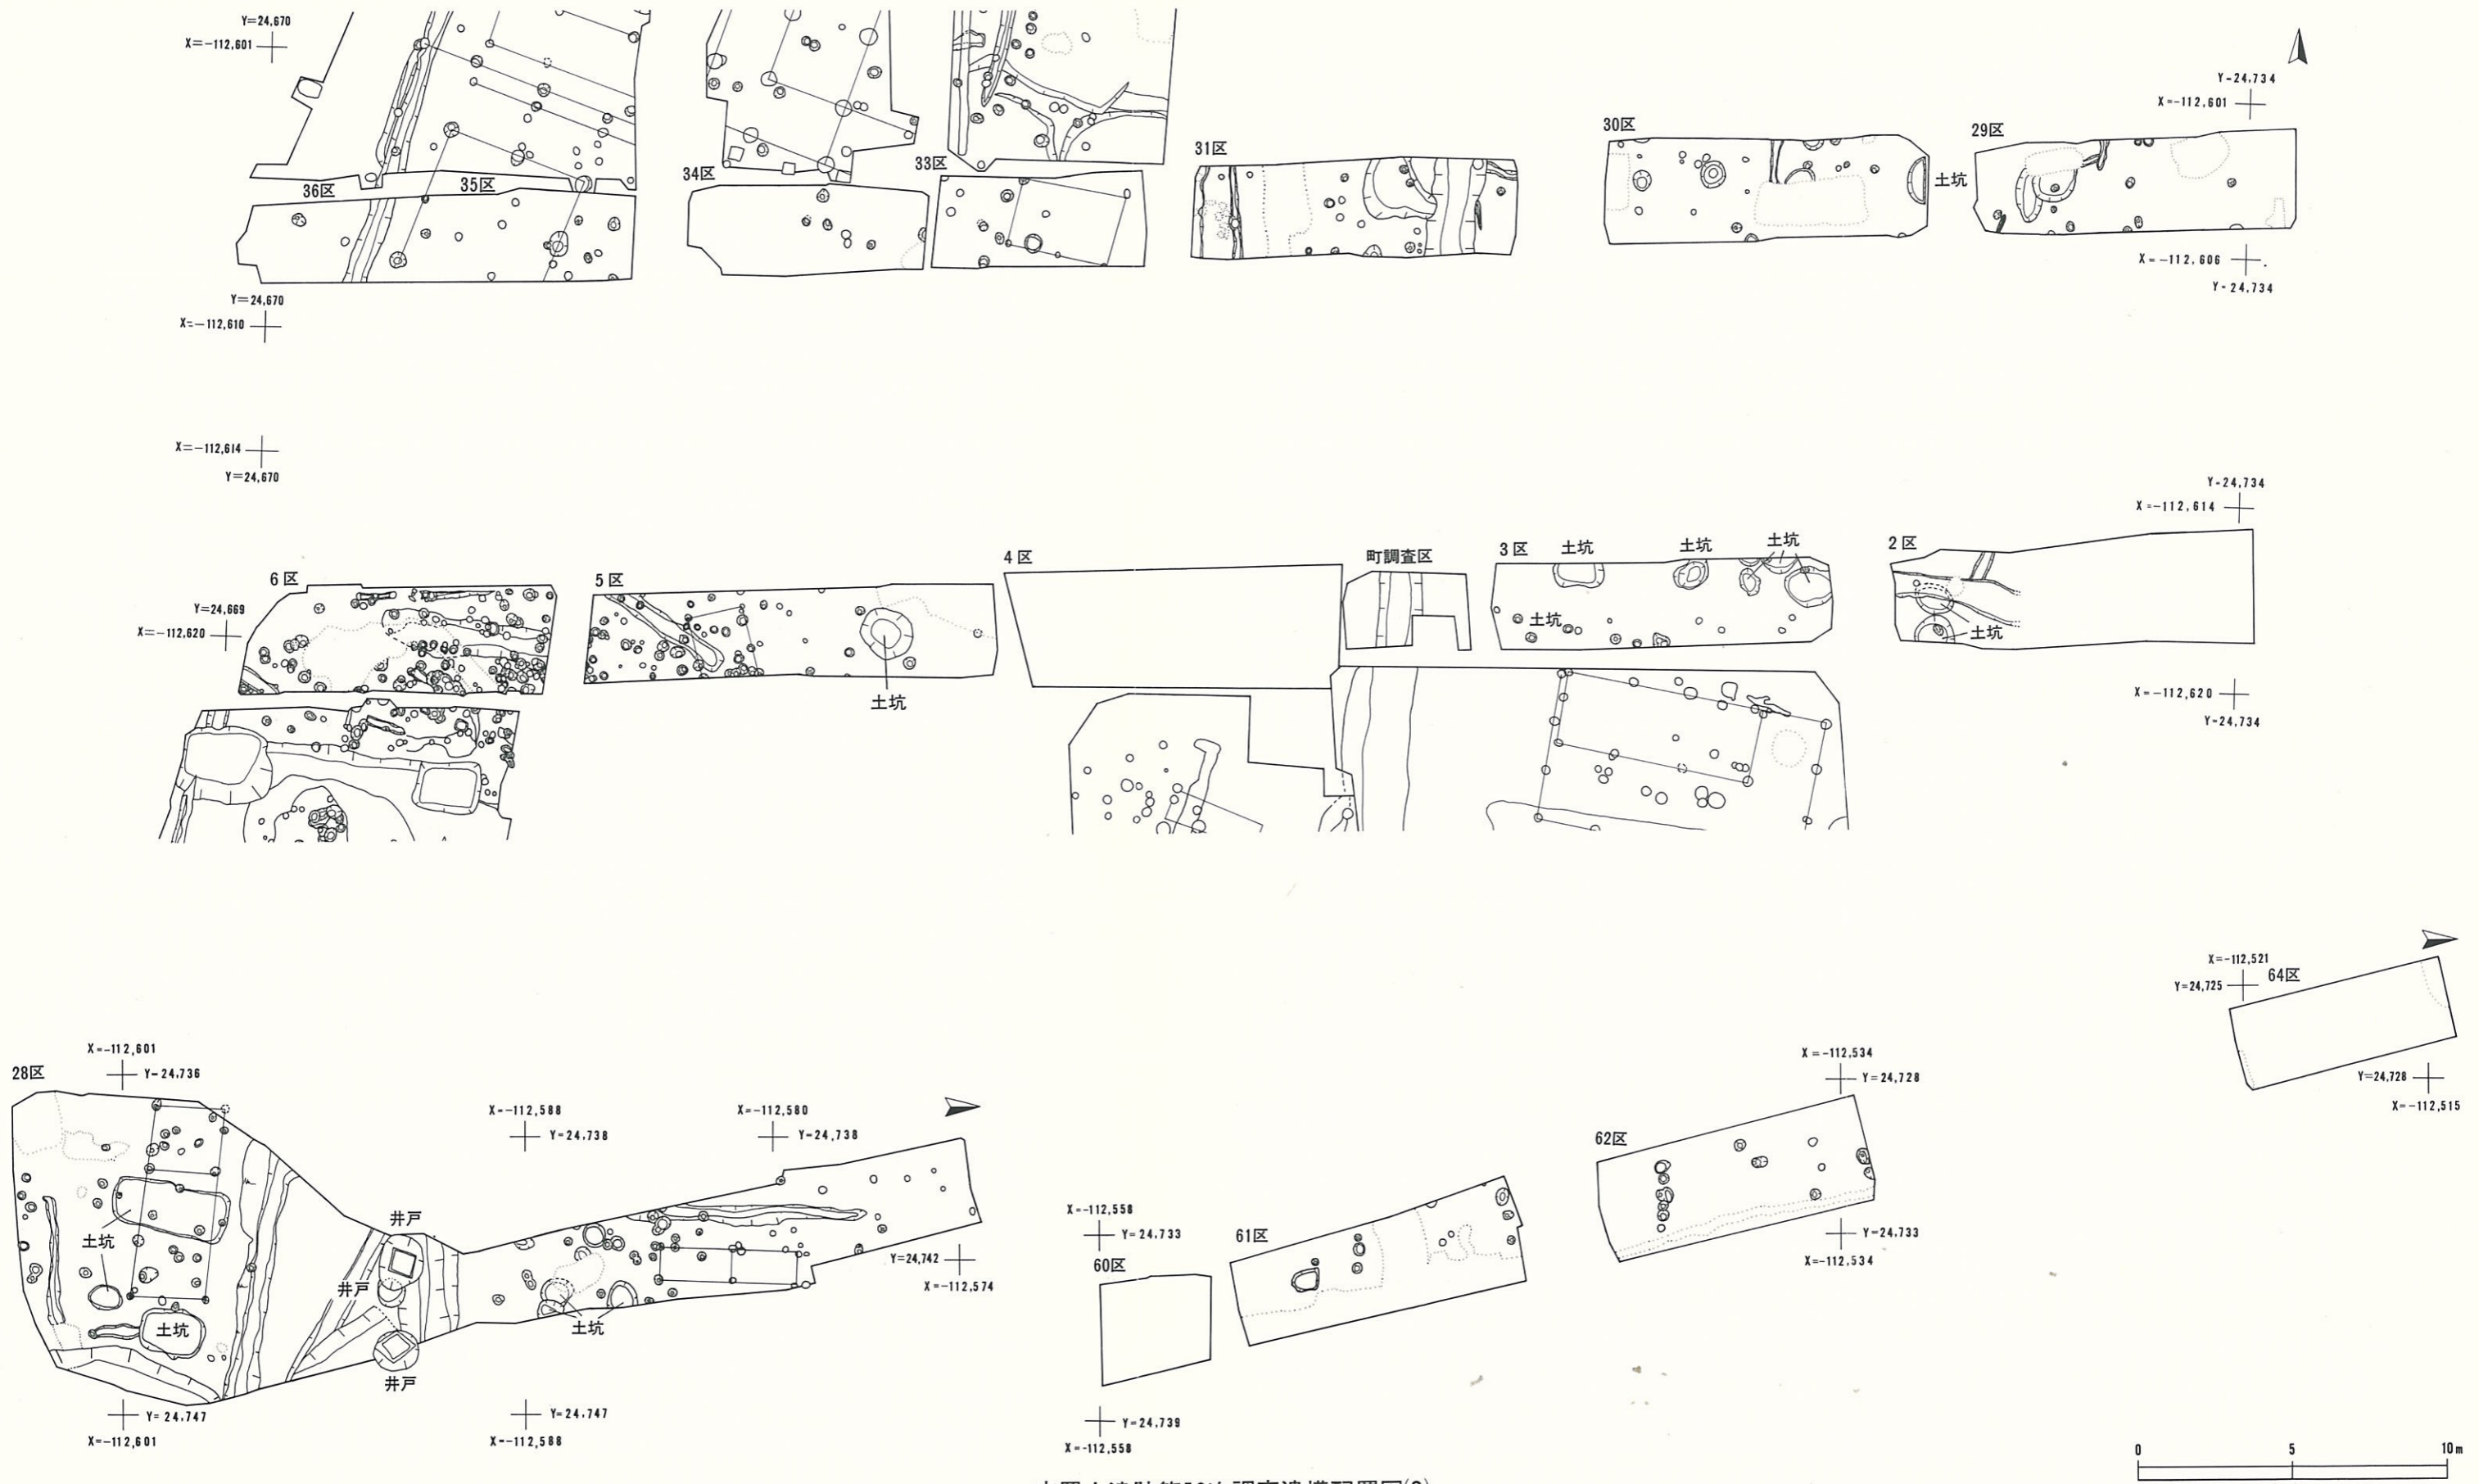 Y=24,670
X=-112,601
36区
35区
34区
33区
31区
30区
29区
土坑
Y-24,734
X=-112,601
X=-112,606
Y-24,734
Y=24,670
X=-112,610
X=-112,614
Y=24,670
6区
Y=24,669
X=-112,620
5区
土坑
4区
町調査区
3区
土坑
土坑
土坑
土坑
2区
土坑
Y-24,734
X=-112,614
X=-112,620
Y-24,734
28区
X=-112,601
Y-24,736
土坑
土坑
井戸
井戸
井戸
Y=24,747
X=-112,601
X=-112,588
Y=24,738
X=-112,580
Y-24,738
土坑
Y=24,742
X=-112,574
Y=24,747
X=-112,588
X=-112,558
Y=24,733
60区
Y=24,739
X=-112,558
61区
62区
X=-112,534
Y=24,728
Y=24,733
X=-112,534
X=-112,521
Y=24,725
64区
Y=24,728
X=-112,515
0 5 10m